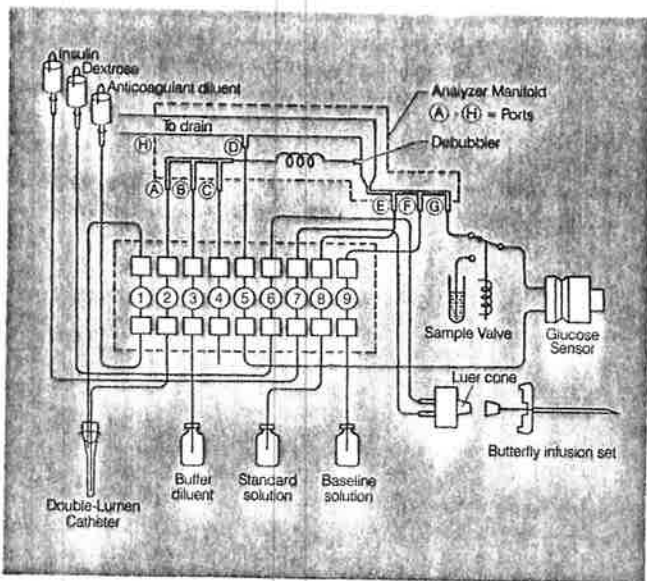 Insulin
Dextrose
Anticoagulant diluent
Analyzer Manifold
Ⓐ - Ⓗ = Ports
To drain
Ⓗ
Ⓓ
Debubbler
Ⓐ Ⓑ Ⓒ
Ⓔ Ⓕ Ⓖ
① ② ③ ④ ⑤ ⑥ ⑦ ⑧ ⑨
Sample Valve
Glucose
Sensor
Luer cone
Butterfly infusion set
Double-Lumen
Catheter
Buffer
diluent
Standard
solution
Baseline
solution